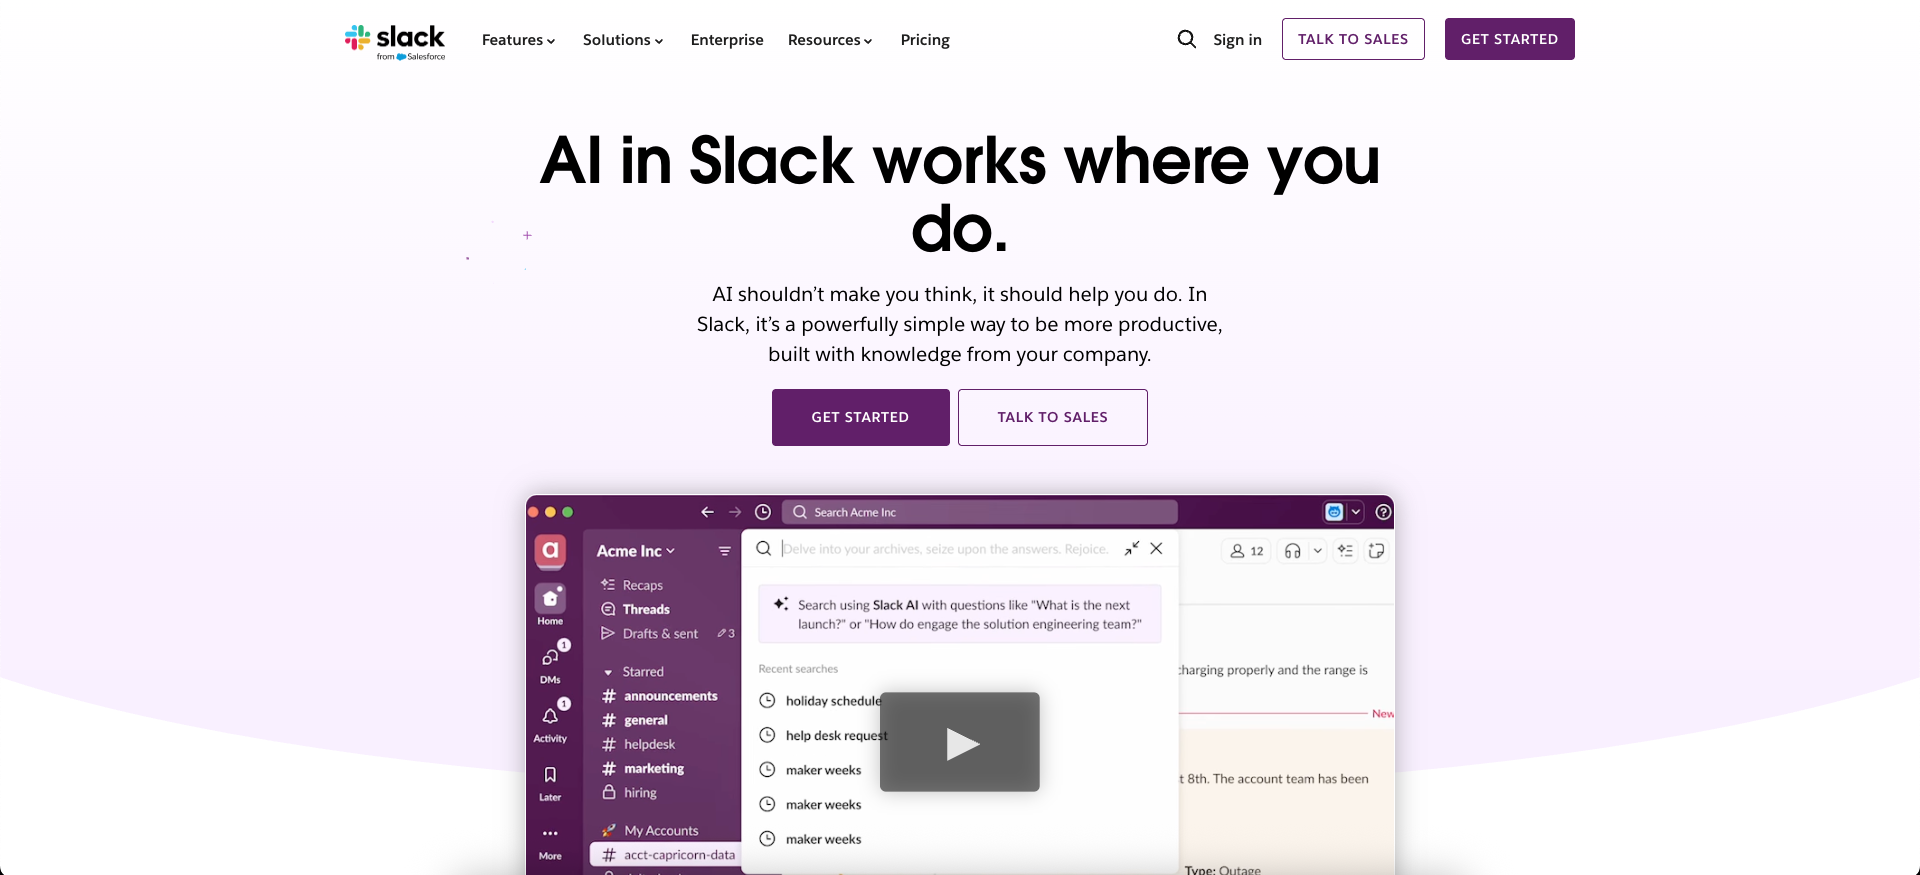 slack
from Salesforce
Features
Solutions
Enterprise
Resources
Pricing
Sign in
TALK TO SALES
GET STARTED
AI in Slack works where you
do.
AI shouldn’t make you think, it should help you do. In
Slack, it’s a powerfully simple way to be more productive,
built with knowledge from your company.
GET STARTED
TALK TO SALES
Search Acme Inc
a
Home
1
DMs
1
Activity
Later
More
Acme Inc
Recaps
Threads
Drafts & sent
3
Starred
# announcements
# general
# helpdesk
# marketing
hiring
My Accounts
# acct-capricorn-data
Delve into your archives, seize upon the answers. Rejoice.
Search using Slack AI with questions like "What is the next
launch?" or "How do engage the solution engineering team?"
Recent searches
holiday schedule
help desk request
maker weeks
maker weeks
maker weeks
12
charging properly and the range is
New
t 8th. The account team has been
Type: Outage